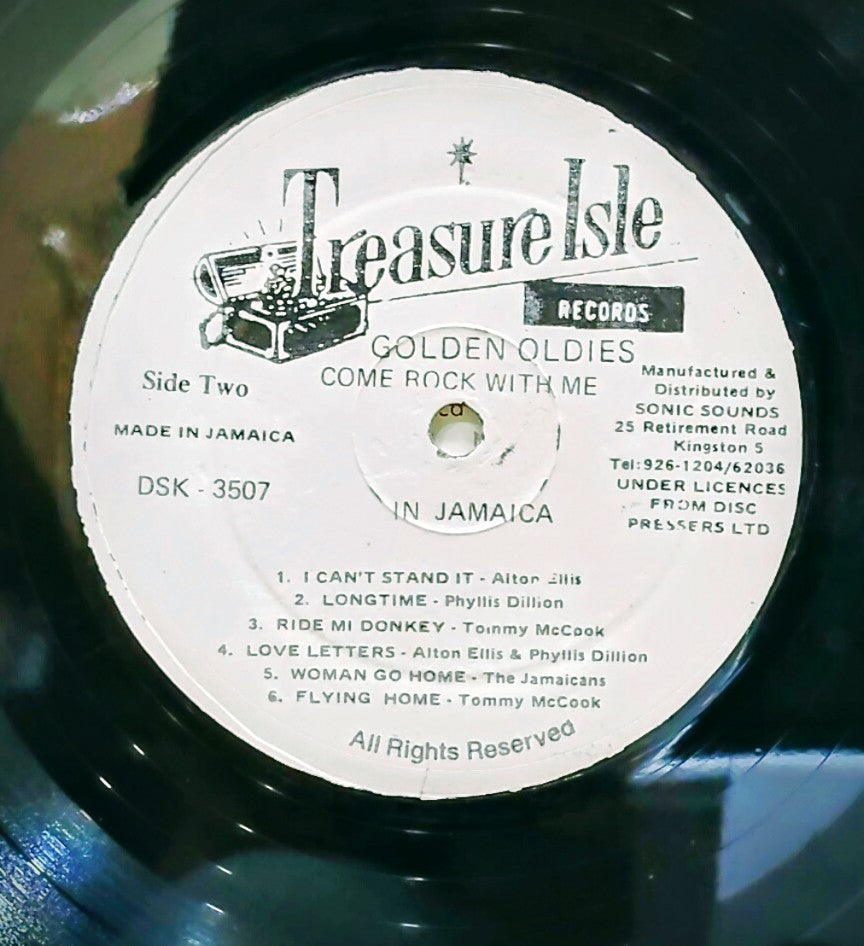 Treasure Isle
RECORDS
GOLDEN OLDIES
COME ROCK WITH ME
IN JAMAICA
Side Two
MADE IN JAMAICA
DSK - 3507
Manufactured &
Distributed by
SONIC SOUNDS
25 Retirement Road
Kingston 5
Tel:926-1204/62036
UNDER LICENCES
FROM DISC
PRESSERS LTD
1. I CAN'T STAND IT - Alton Ellis
2. LONGTIME - Phyllis Dillion
3. RIDE MI DONKEY - Tommy McCook
4. LOVE LETTERS - Alton Ellis & Phyllis Dillion
5. WOMAN GO HOME - The Jamaicans
6. FLYING HOME - Tommy McCook
All Rights Reserved